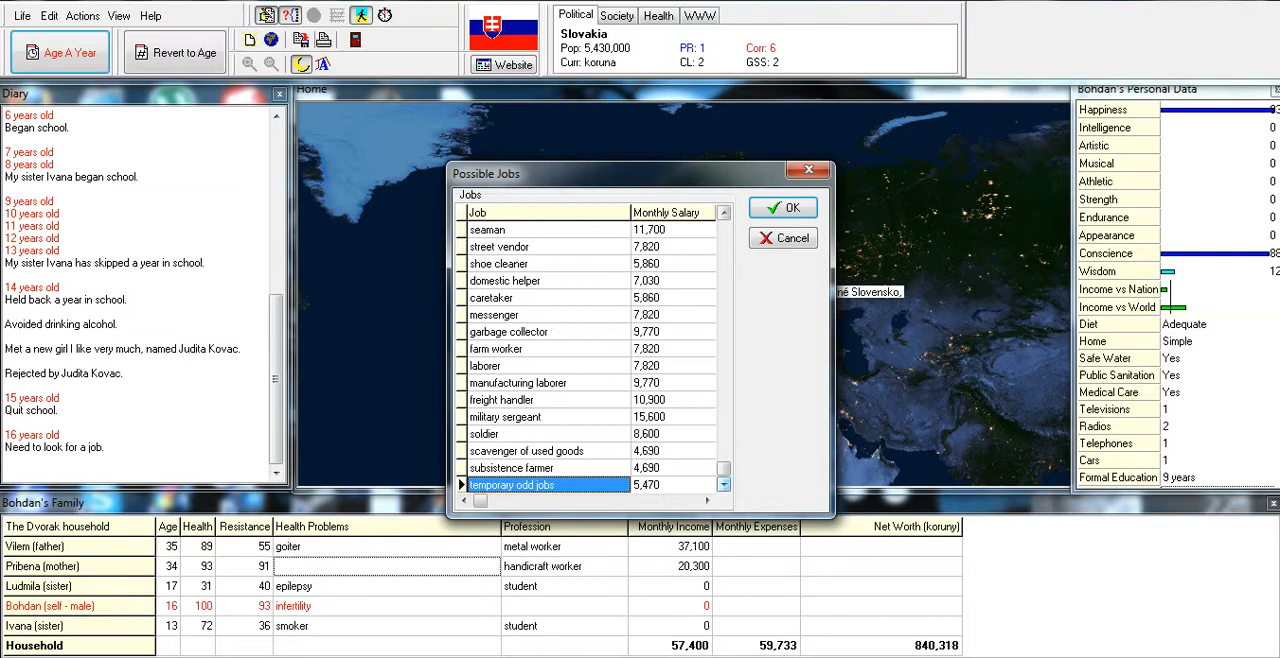 Life Edit Actions View Help
Age A Year
Revert to Age
Website
Political Society Health WWW
Slovakia
Pop: 5,430,000 PR: 1 Corr: 6
Curr: koruna CL: 2 GSS: 2
Diary
6 years old
Began school.
7 years old
8 years old
My sister Ivana began school.
9 years old
10 years old
11 years old
12 years old
13 years old
My sister Ivana has skipped a year in school.
14 years old
Held back a year in school.
Avoided drinking alcohol.
Met a new girl I like very much, named Judita Kovac.
Rejected by Judita Kovac.
15 years old
Quit school.
16 years old
Need to look for a job.
Home
Possible Jobs
Jobs
Job Monthly Salary
seaman 11,700
street vendor 7,820
shoe cleaner 5,860
domestic helper 7,030
caretaker 5,860
messenger 7,820
garbage collector 9,770
farm worker 7,820
laborer 7,820
manufacturing laborer 9,770
freight handler 10,900
military sergeant 15,600
soldier 8,600
scavenger of used goods 4,690
subsistence farmer 4,690
temporary odd jobs 5,470
OK
Cancel
Slovensko,
Bohdan's Personal Data
Happiness 93
Intelligence 0
Artistic 0
Musical 0
Athletic 0
Strength 0
Endurance 0
Appearance 0
Conscience 88
Wisdom 12
Income vs Nation
Income vs World
Diet Adequate
Home Simple
Safe Water Yes
Public Sanitation Yes
Medical Care Yes
Televisions 1
Radios 2
Telephones 1
Cars 1
Formal Education 9 years
Bohdan's Family
The Dvorak household Age Health Resistance Health Problems Profession Monthly Income Monthly Expenses Net Worth (koruny)
Vilem (father) 35 89 55 goiter metal worker 37,100
Pribena (mother) 34 93 91 handicraft worker 20,300
Ludmila (sister) 17 31 40 epilepsy student 0
Bohdan (self - male) 16 100 93 infertility 0
Ivana (sister) 13 72 36 smoker student 0
Household 57,400 59,733 840,318